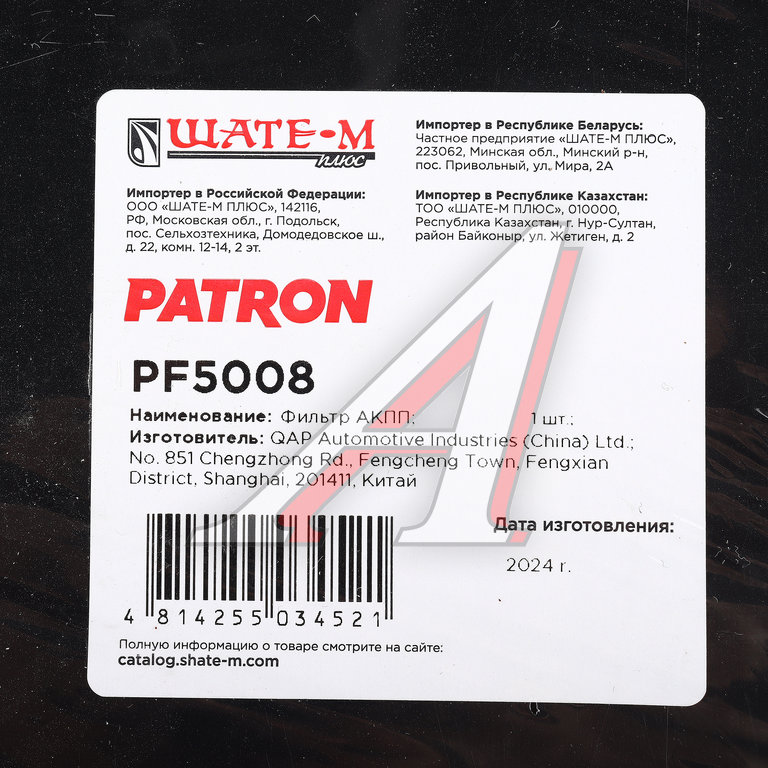 ШАТЕ-М
ПЛЮС
Импортер в Российской Федерации:
ООО «ШАТЕ-М ПЛЮС», 142116,
РФ, Московская обл., г. Подольск,
пос. Сельхозтехника, Домодедовское ш.,
д. 22, комн. 12-14, 2 эт.
Импортер в Республике Беларусь:
Частное предприятие «ШАТЕ-М ПЛЮС»,
223062, Минская обл., Минский р-н,
пос. Привольный, ул. Мира, 2А
Импортер в Республике Казахстан:
ТОО «ШАТЕ-М ПЛЮС», 010000,
Республика Казахстан, г. Нур-Султан,
район Байконыр, ул. Жетиген, д. 2
PATRON
PF5008
Наименование: Фильтр АКПП; 1 шт.;
Изготовитель: QAP Automotive Industries (China) Ltd.;
No. 851 Chengzhong Rd., Fengcheng Town, Fengxian
District, Shanghai, 201411, Китай
Дата изготовления:
2024 г.
4 814255 034521
Полную информацию о товаре смотрите на сайте:
catalog.shate-m.com